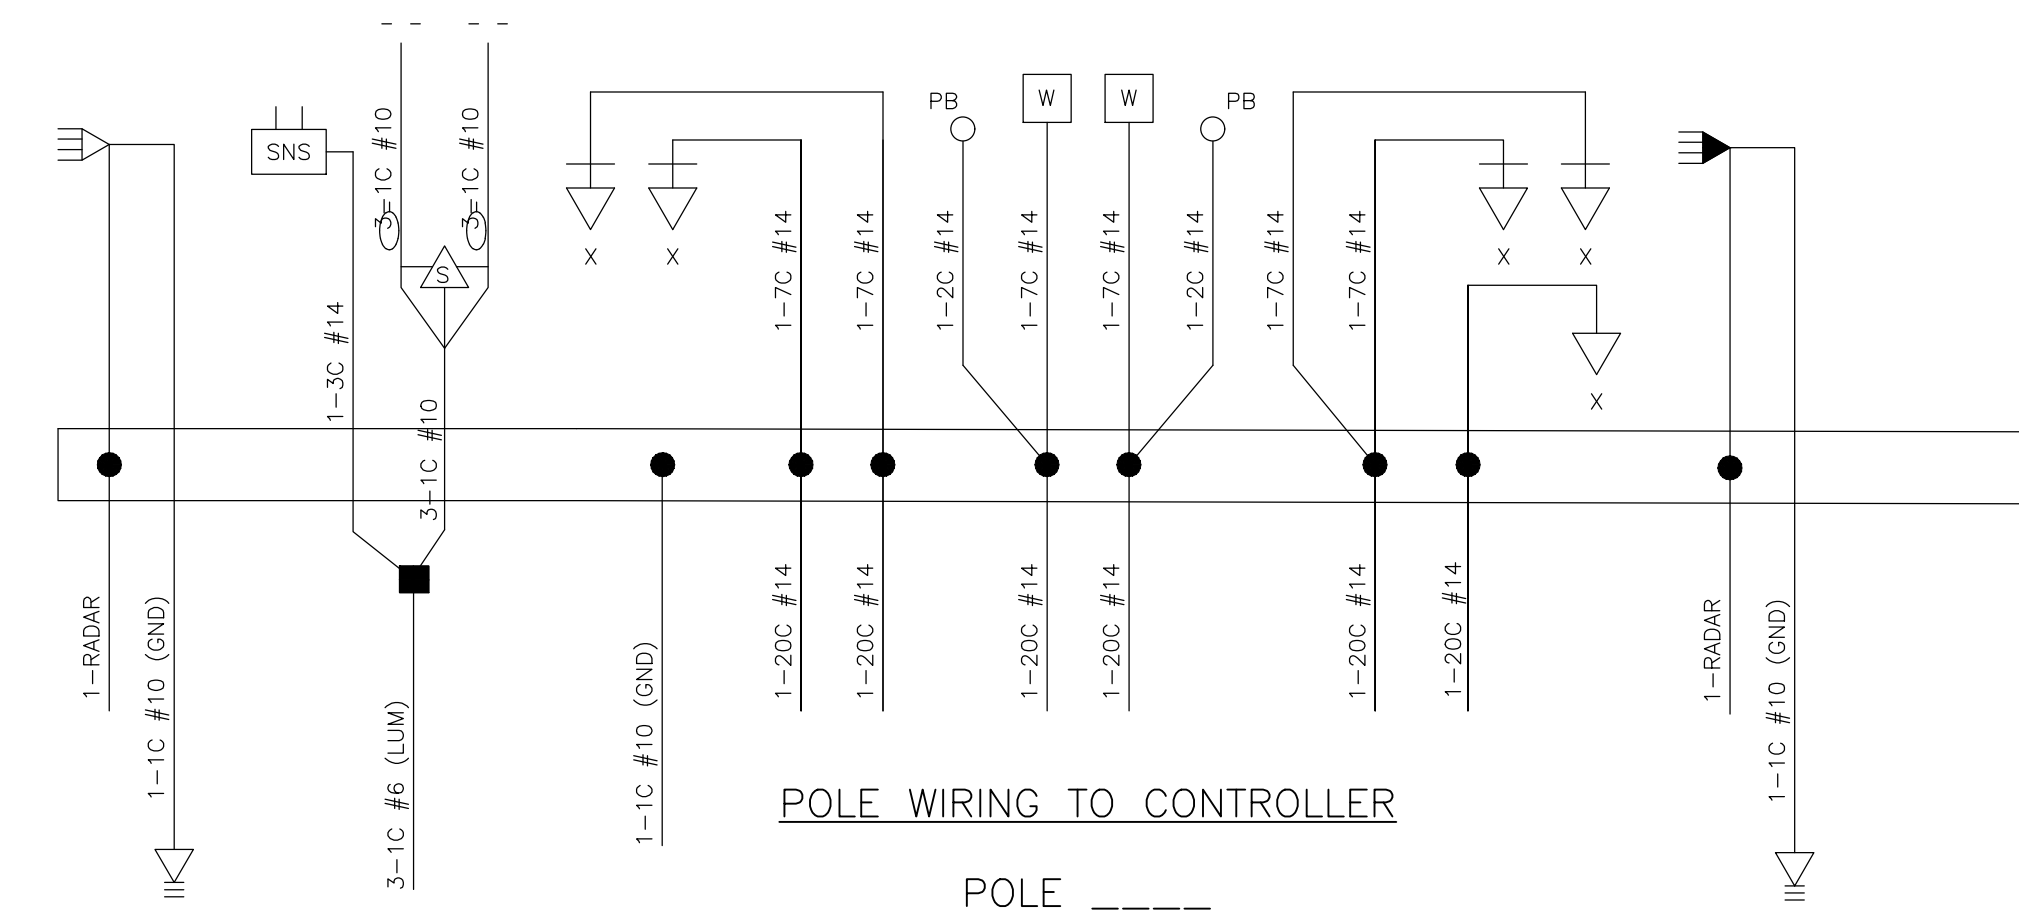 - - - -
PB W W PB
SNS
3-1C #10
3-1C #10
S
X X X X
1-3C #14
3-1C #10
1-7C #14
1-7C #14
1-2C #14
1-7C #14
1-7C #14
1-2C #14
1-7C #14
1-7C #14
X
1-RADAR
1-1C #10 (GND)
3-1C #6 (LUM)
1-1C #10 (GND)
1-20C #14
1-20C #14
1-20C #14
1-20C #14
1-20C #14
1-20C #14
1-RADAR
1-1C #10 (GND)
POLE WIRING TO CONTROLLER
POLE ____